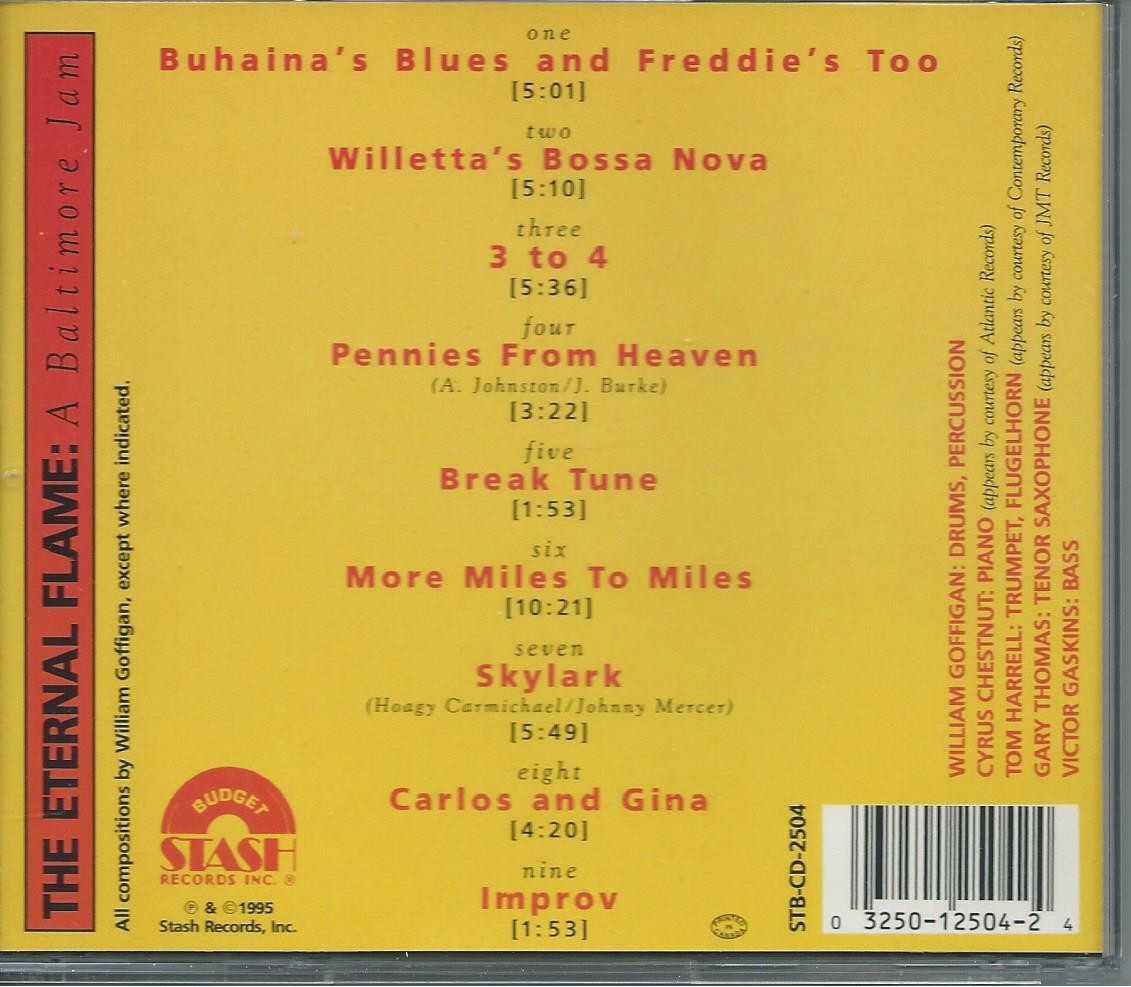 THE ETERNAL FLAME: A Baltimore Jam
All compositions by William Goffigan, except where indicated.
one
Buhaina's Blues and Freddie's Too
[5:01]
two
Willetta's Bossa Nova
[5:10]
three
3 to 4
[5:36]
four
Pennies From Heaven
(A. Johnston/J. Burke)
[3:22]
five
Break Tune
[1:53]
six
More Miles To Miles
[10:21]
seven
Skylark
(Hoagy Carmichael/Johnny Mercer)
[5:49]
eight
Carlos and Gina
[4:20]
nine
Improv
[1:53]
WILLIAM GOFFIGAN: DRUMS, PERCUSSION
CYRUS CHESTNUT: PIANO (appears by courtesy of Atlantic Records)
TOM HARRELL: TRUMPET, FLUGELHORN (appears by courtesy of Contemporary Records)
GARY THOMAS: TENOR SAXOPHONE (appears by courtesy of JMT Records)
VICTOR GASKINS: BASS
BUDGET
STASH
RECORDS INC. ®
℗ & ©1995
Stash Records, Inc.
PRINTED
IN
CANADA
STB-CD-2504
0 3250-12504-2 4